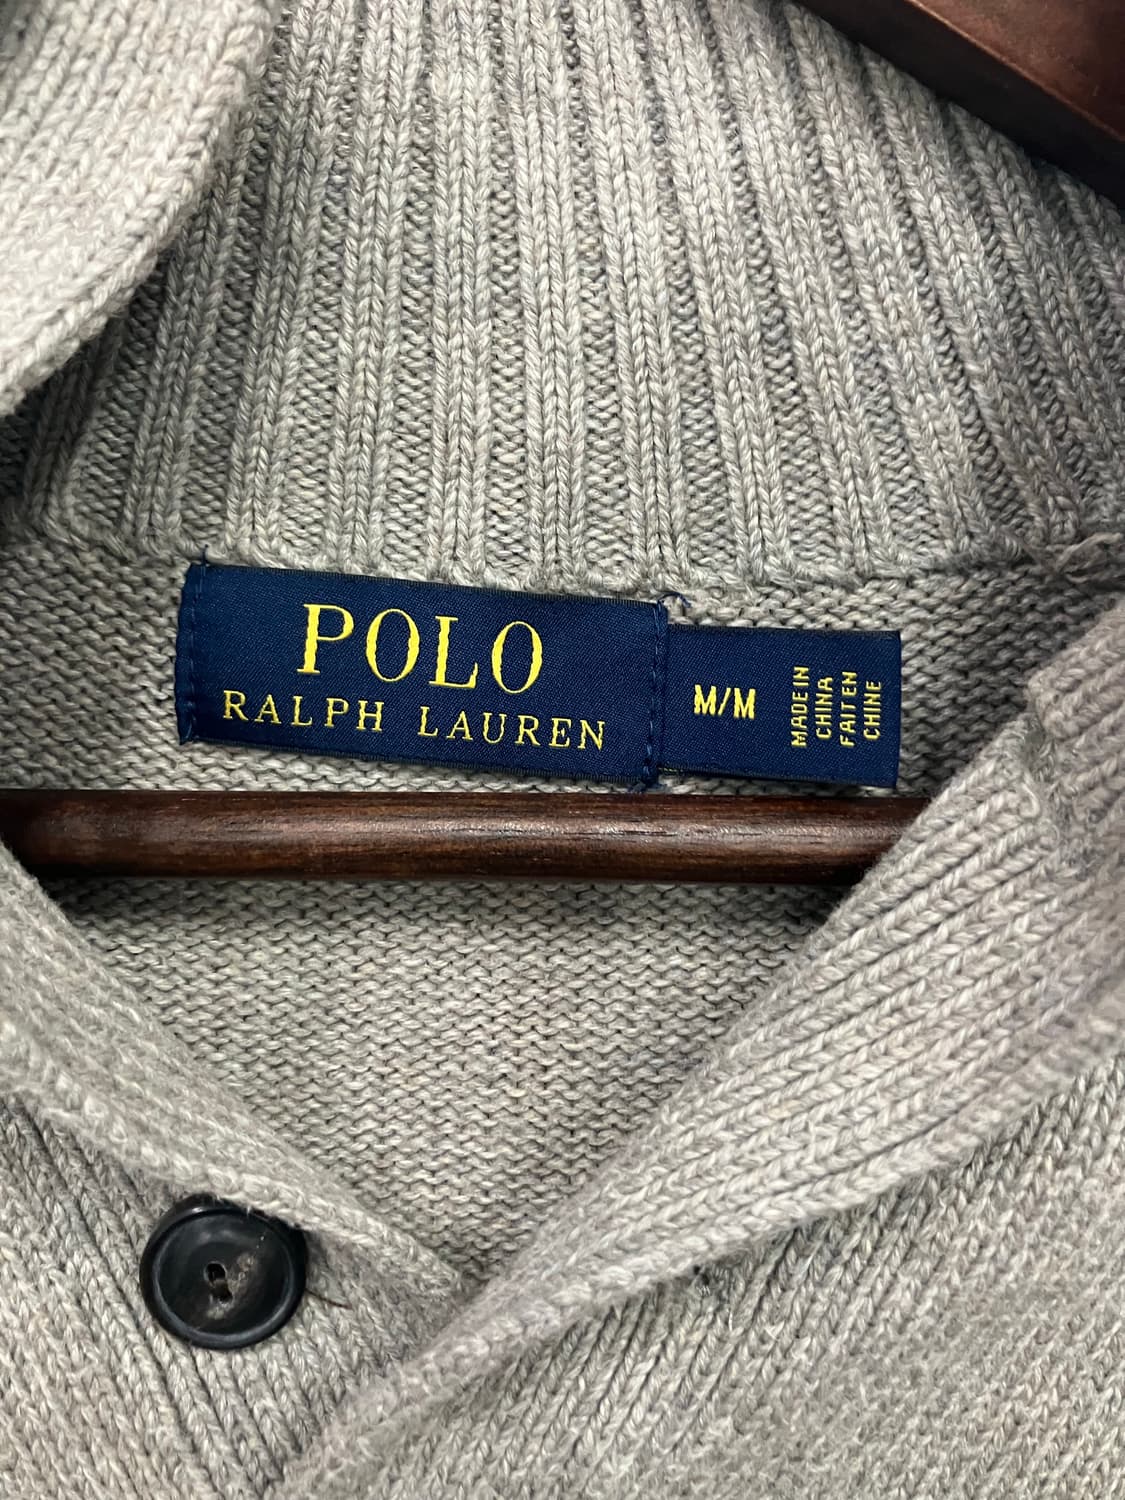 POLO
RALPH LAUREN
M/M
MADE IN
CHINA
FAIT EN
CHINE